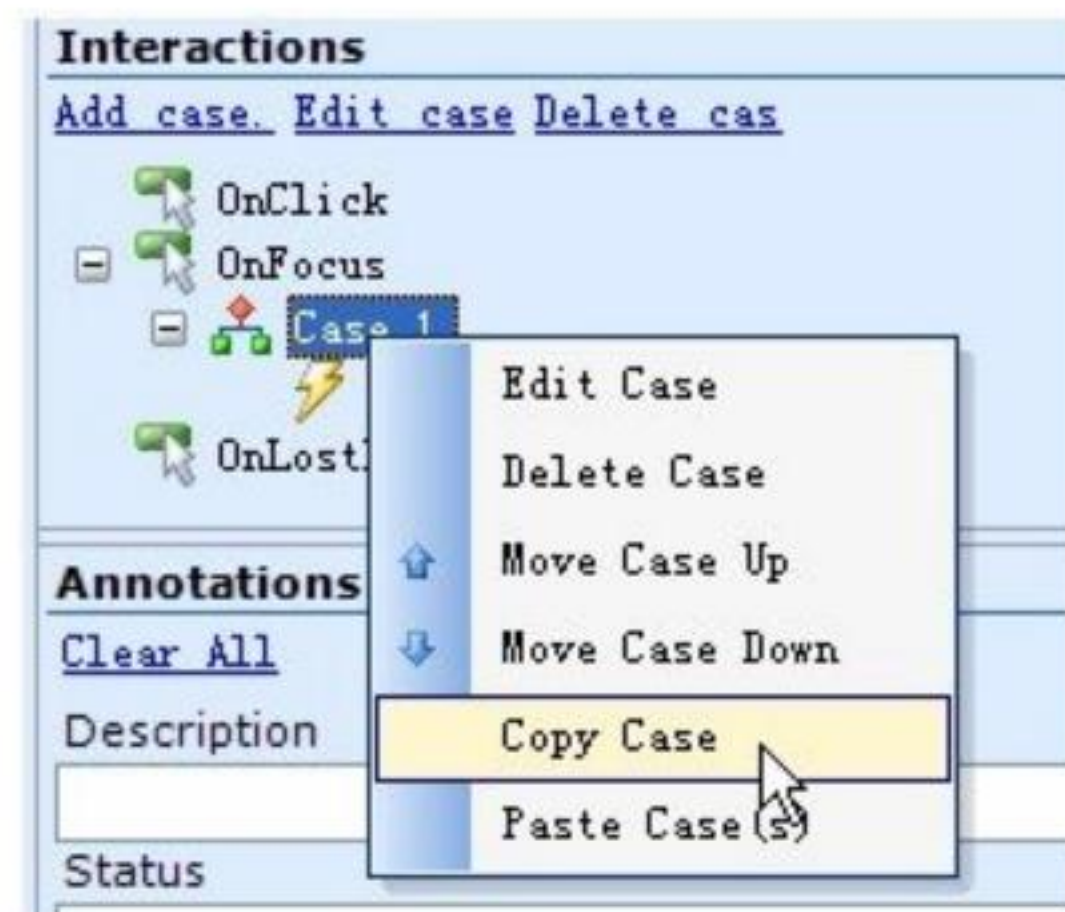 Interactions
Add case. Edit case Delete cas
OnClick
OnFocus
Case 1
Edit Case
Delete Case
OnLost
Move Case Up
Annotations
Move Case Down
Clear All
Copy Case
Description
Paste Case(s)
Status